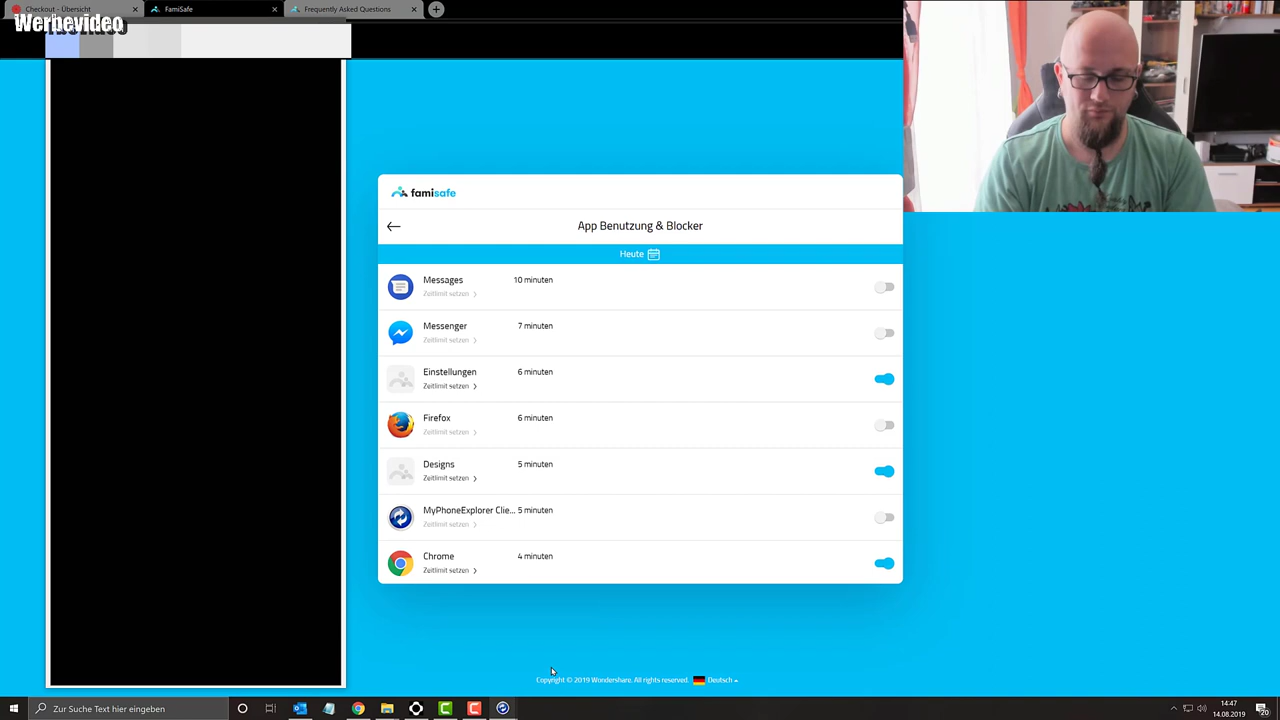 Checkout - Übersicht
FamiSafe
Frequently Asked Questions
Werbevideo
famisafe
App Benutzung & Blocker
Heute
Messages
10 minuten
Zeitlimit setzen
Messenger
7 minuten
Zeitlimit setzen
Einstellungen
6 minuten
Zeitlimit setzen
Firefox
6 minuten
Zeitlimit setzen
Designs
5 minuten
Zeitlimit setzen
MyPhoneExplorer Clie...
5 minuten
Zeitlimit setzen
Chrome
4 minuten
Zeitlimit setzen
Copyright © 2019 Wondershare. All rights reserved.
Deutsch
Zur Suche Text hier eingeben
14:47
14.08.2019
20